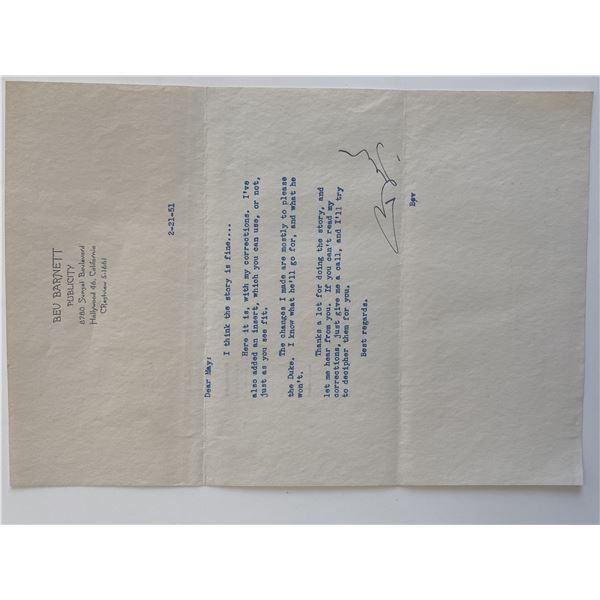 BEV BARNETT
PUBLICITY
8780 Sunset Boulevard
Hollywood 46, California
CRestview 5-1661
2-21-51
Dear May:
I think the story is fine....
Here it is, with my corrections. I've
also added an insert, which you can use, or not,
just as you see fit.
The changes I made are mostly to please
the Duke. I know what he'll go for, and what he
won't.
Thanks a lot for doing the story, and
let me hear from you. If you can't read my
corrections, just give me a call, and I'll try
to decipher them for you.
Best regards.
Bev
Bev